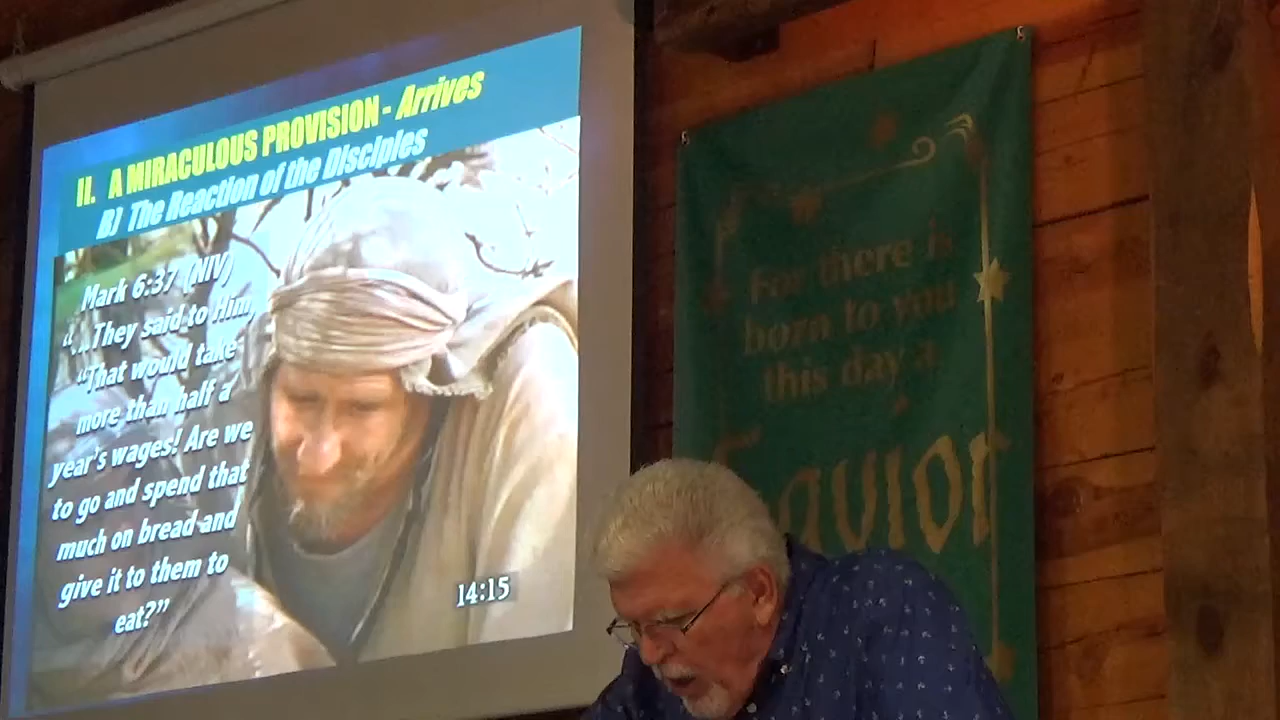 II. A MIRACULOUS PROVISION - Arrives
B) The Reaction of the Disciples
Mark 6:37 (NIV)
“...They said to Him,
“That would take
more than half a
year's wages! Are we
to go and spend that
much on bread and
give it to them to
eat?”
14:15
For there is
born to you
this day a
Savior